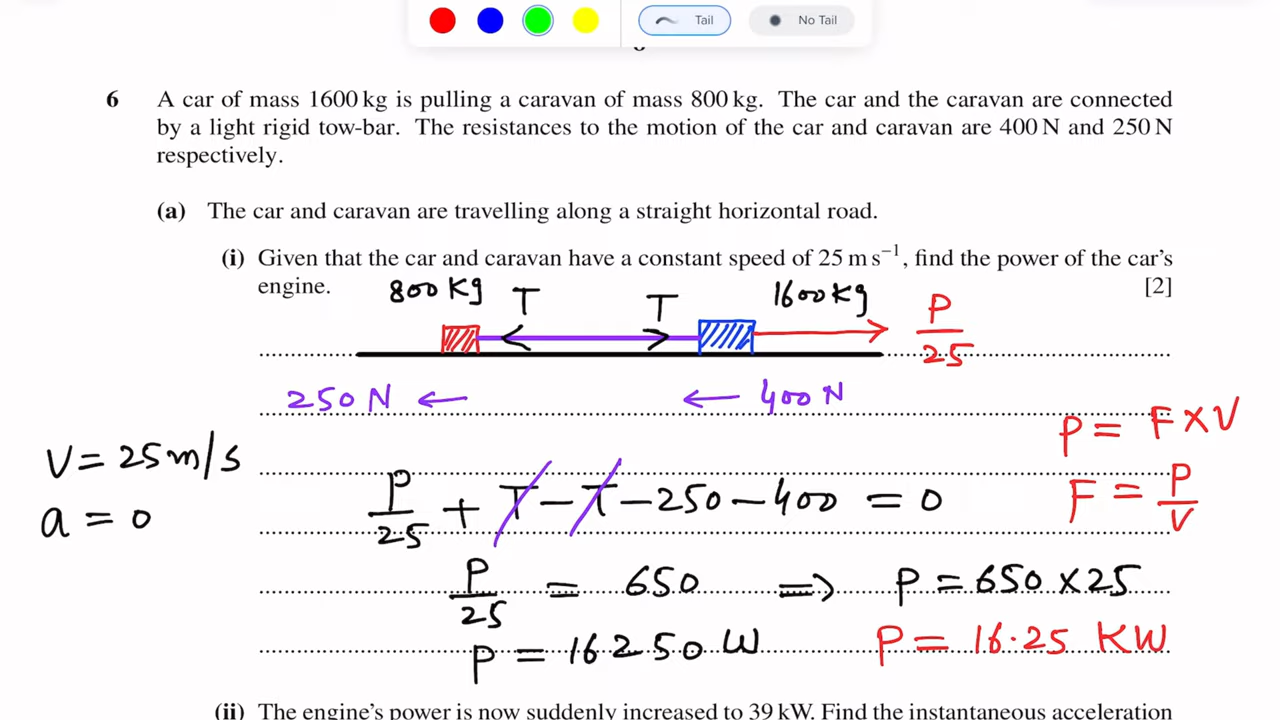 Tail No Tail
6 A car of mass 1600 kg is pulling a caravan of mass 800 kg. The car and the caravan are connected
by a light rigid tow-bar. The resistances to the motion of the car and caravan are 400 N and 250 N
respectively.
(a) The car and caravan are travelling along a straight horizontal road.
(i) Given that the car and caravan have a constant speed of 25 m s⁻¹, find the power of the car's
engine. [2]
800 Kg T T 1600 Kg P/25
250 N ← ← 400 N
P = F × V
V = 25 m/s
F = P/V
P/25 + T − T − 250 − 400 = 0
a = 0
P/25 = 650 ⇒ P = 650 × 25
P = 16250 W P = 16.25 KW
(ii) The engine's power is now suddenly increased to 39 kW. Find the instantaneous acceleration